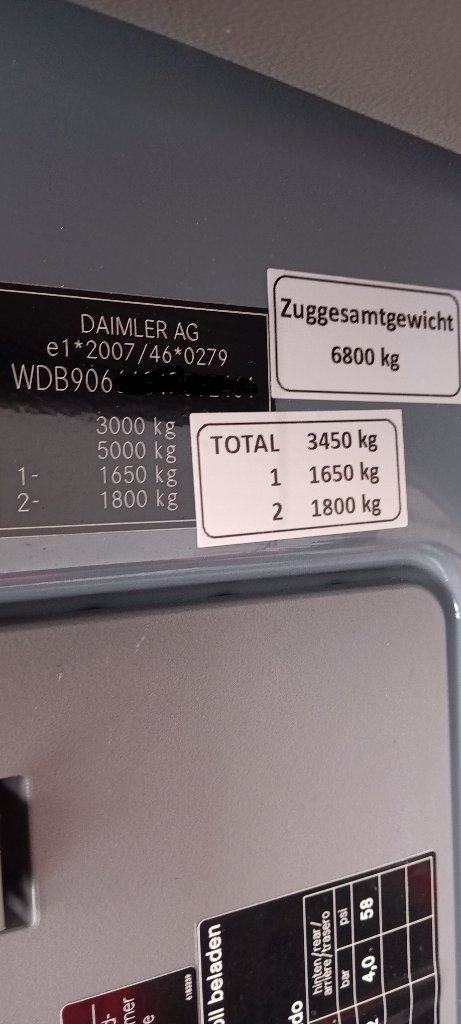 Zuggesamtgewicht
6800 kg
DAIMLER AG
e1*2007/46*0279
WDB906
3000 kg
5000 kg
1- 1650 kg
2- 1800 kg
TOTAL 3450 kg
1 1650 kg
2 1800 kg
beladen
hinten/rear/
arrière/trasero
bar psi
4,0 58